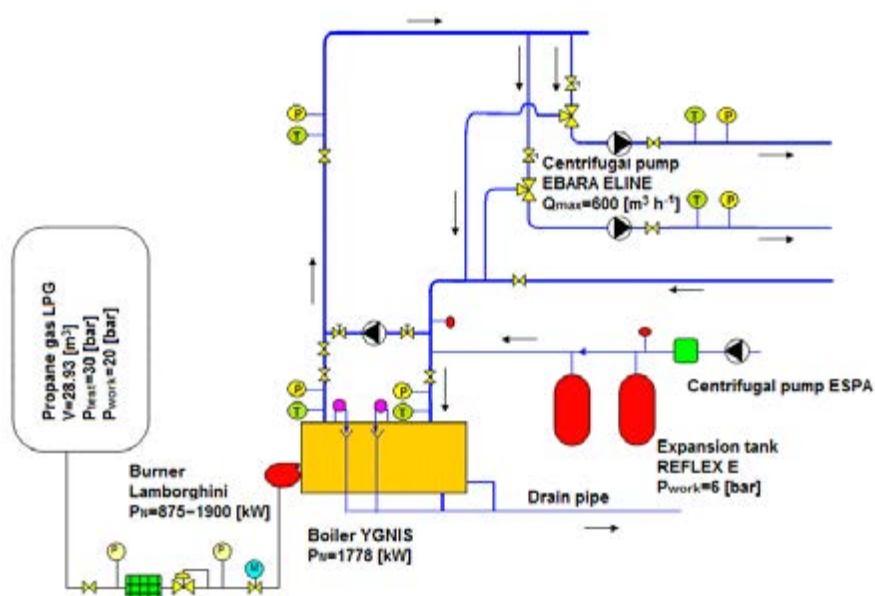 P
T
T
P
Centrifugal pump
EBARA ELINE
Qmax=600 [m³ h⁻¹]
T
P
Propane gas LPG
V=28.93 [m³]
Ptest=30 [bar]
Pwork=20 [bar]
P
T
P
T
Centrifugal pump ESPA
Expansion tank
REFLEX E
Pwork=6 [bar]
Burner
Lamborghini
PN=875–1900 [kW]
Drain pipe
Boiler YGNIS
PN=1778 [kW]
P
P
M